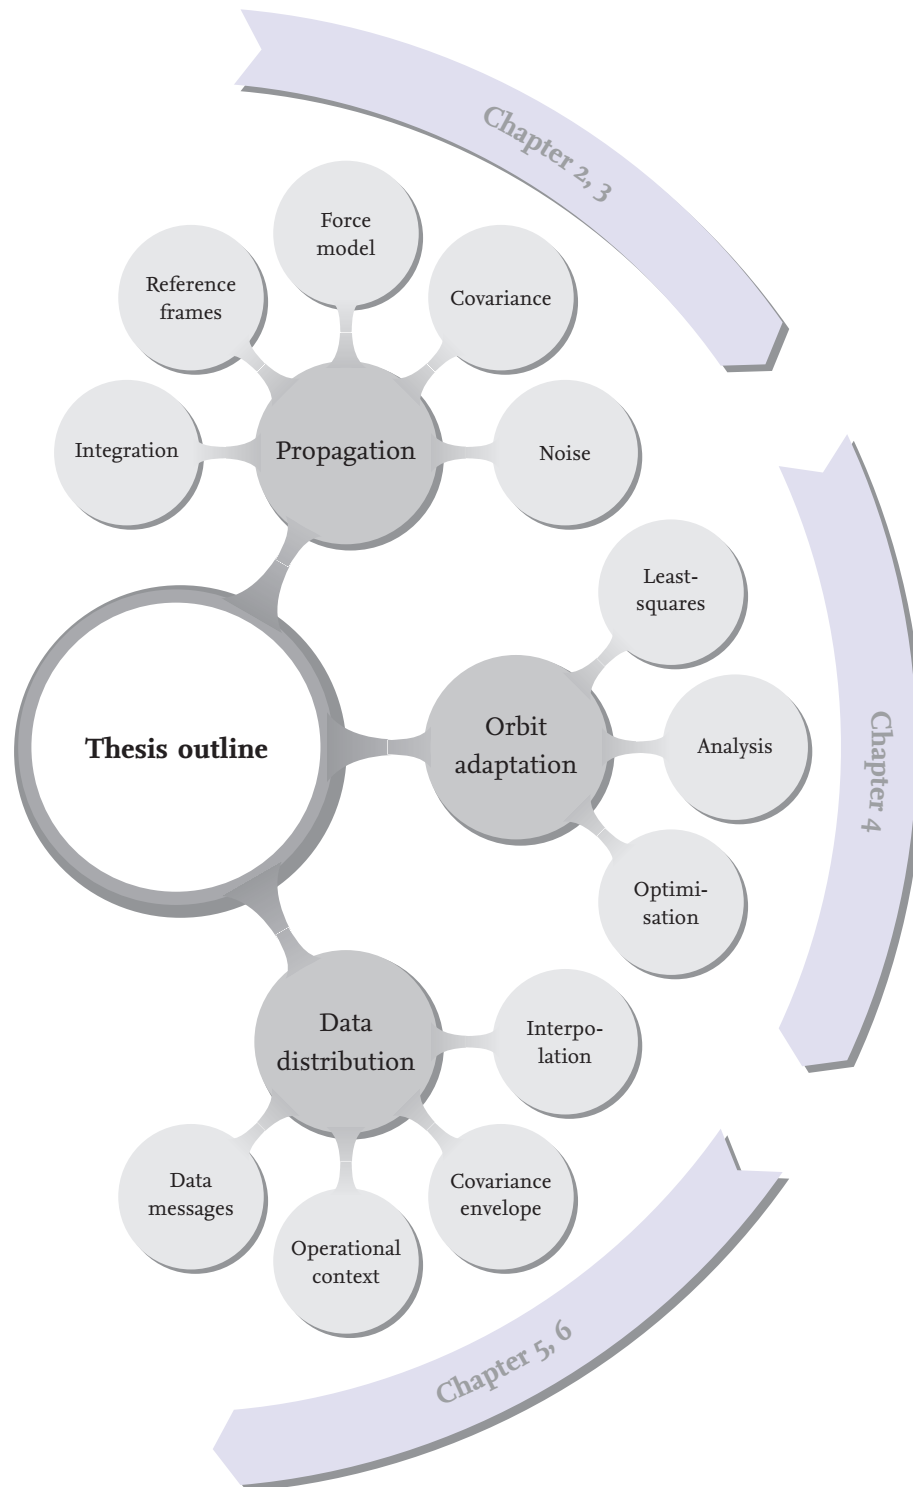 Chapter 2, 3
Force
model
Reference
frames
Covariance
Integration
Propagation
Noise
Least-
squares
Thesis outline
Orbit
adaptation
Analysis
Chapter 4
Optimi-
sation
Data
distribution
Interpo-
lation
Data
messages
Covariance
envelope
Operational
context
Chapter 5, 6